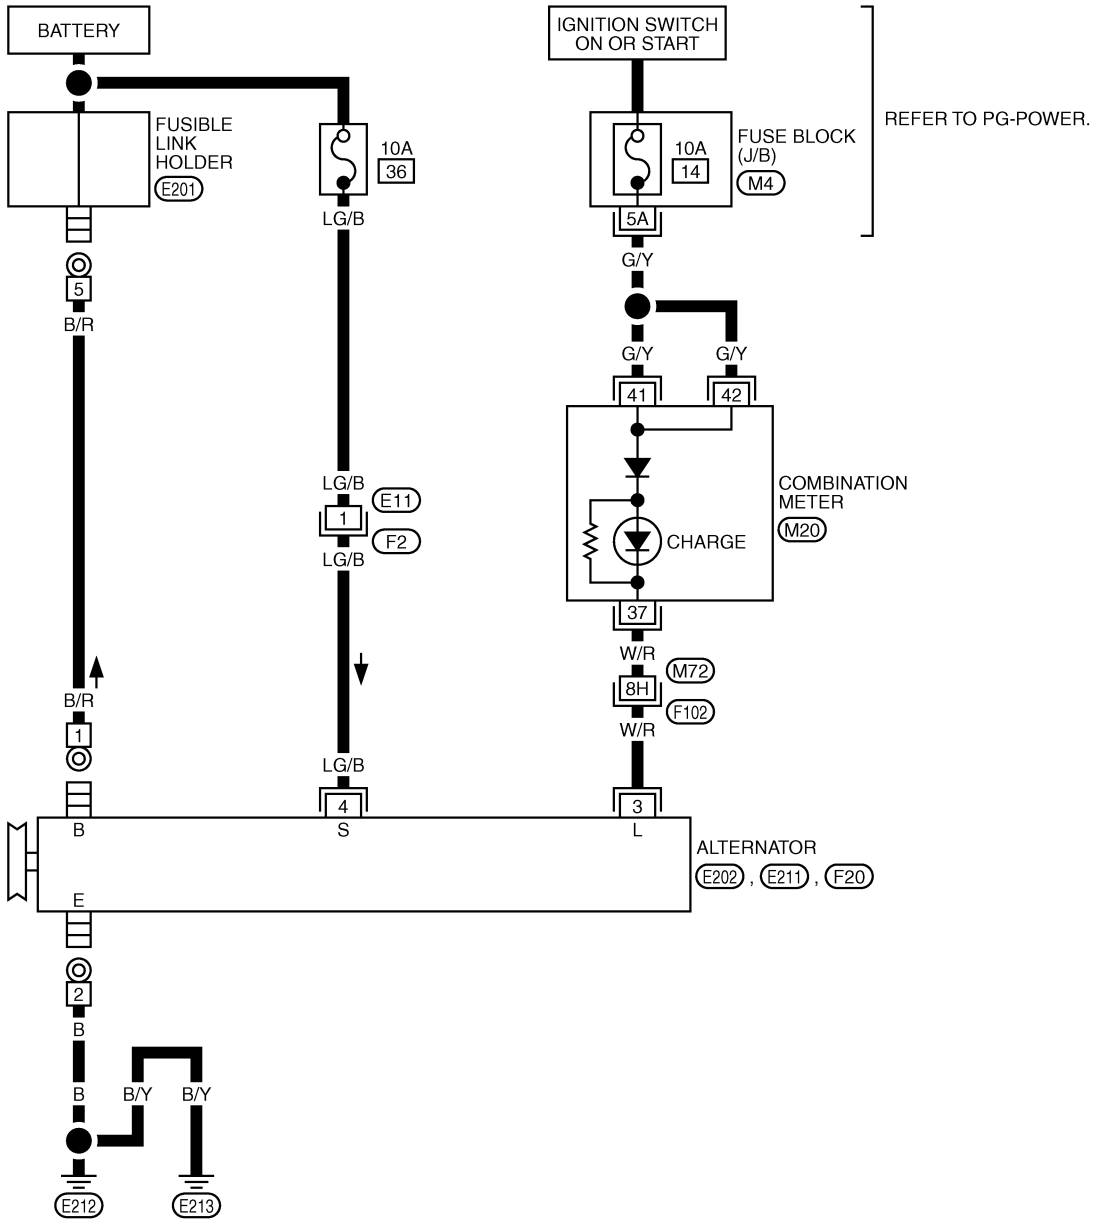 BATTERY
IGNITION SWITCH
ON OR START
REFER TO PG-POWER.
FUSIBLE
LINK
HOLDER
E201
10A
36
10A
14
FUSE BLOCK
(J/B)
M4
LG/B
5A
G/Y
5
B/R
G/Y
G/Y
41
42
LG/B
1
E11
F2
LG/B
CHARGE
COMBINATION
METER
M20
37
W/R
M72
8H
F102
W/R
B/R
1
LG/B
4
3
B
S
L
ALTERNATOR
E202 , E211 , F20
E
2
B
B
B/Y
B/Y
E212
E213